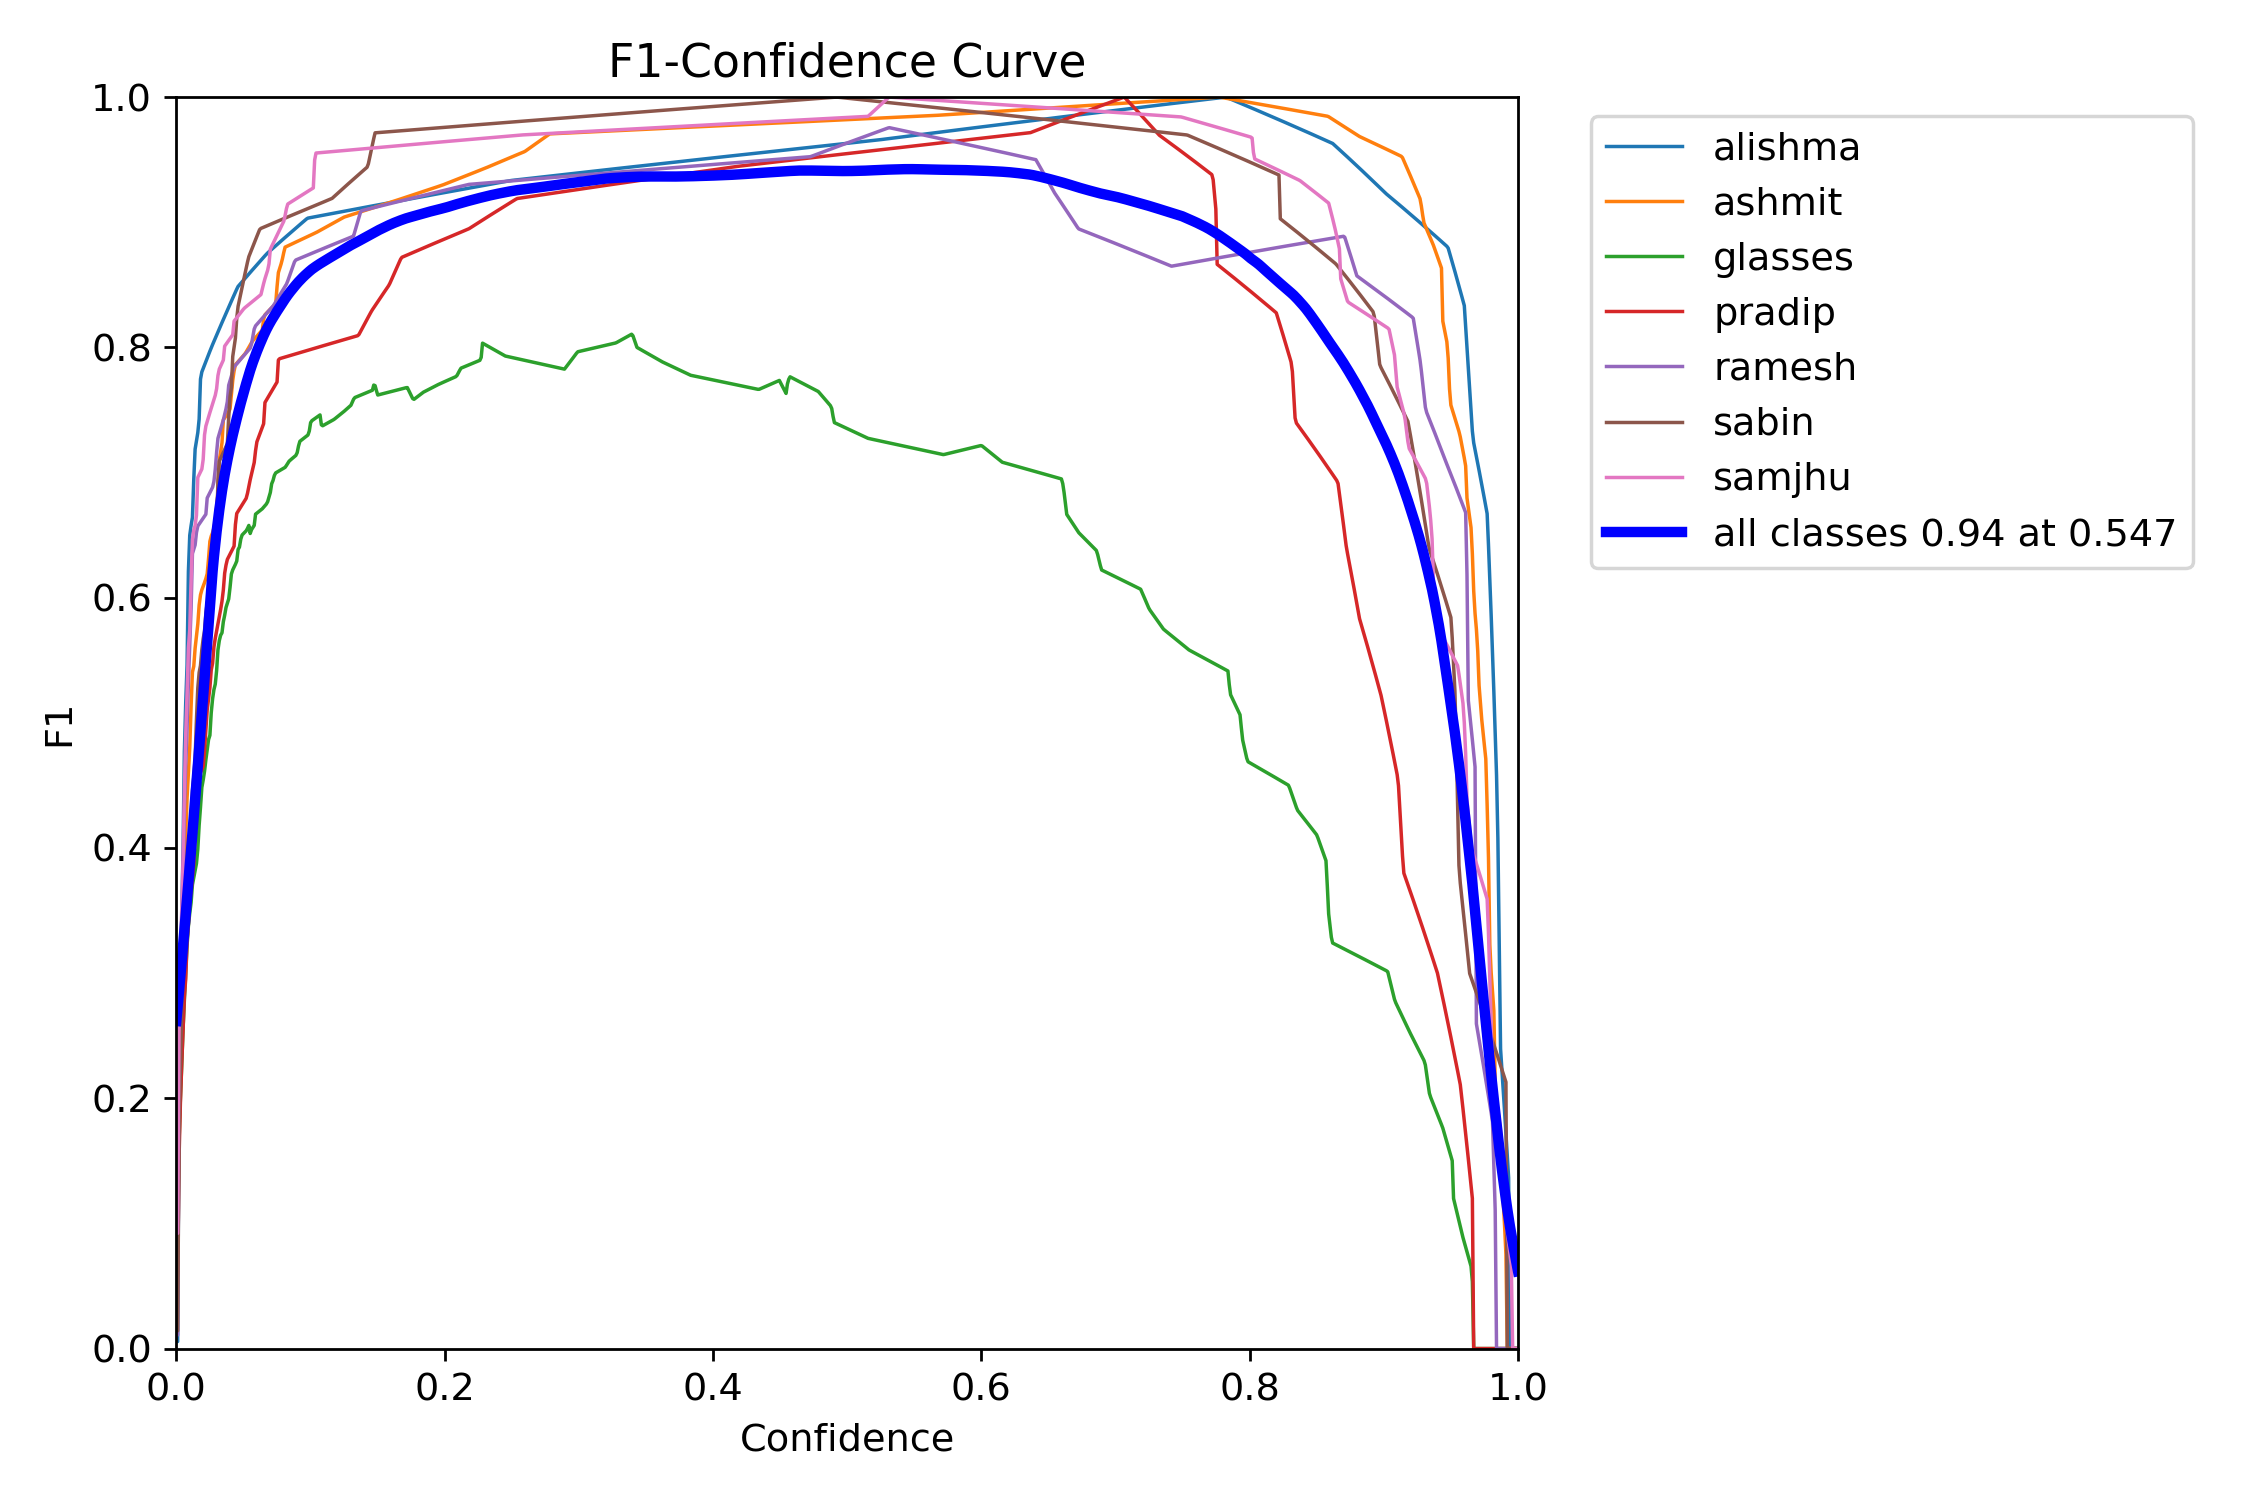 F1-Confidence Curve
1.0
0.8
0.6
0.4
0.2
0.0
F1
0.0 0.2 0.4 0.6 0.8 1.0
Confidence
alishma
ashmit
glasses
pradip
ramesh
sabin
samjhu
all classes 0.94 at 0.547